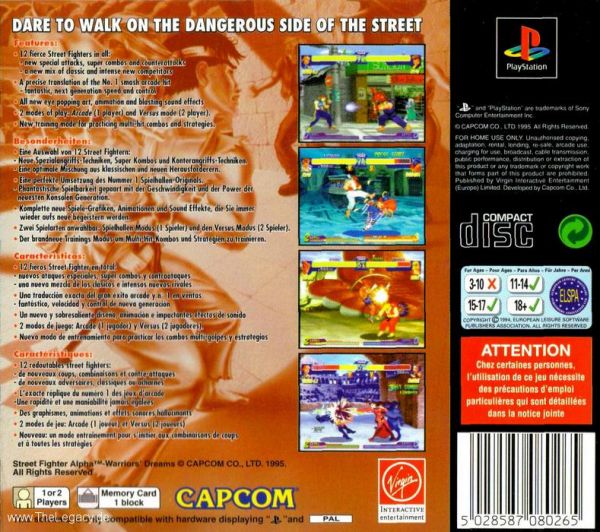 DARE TO WALK ON THE DANGEROUS SIDE OF THE STREET
Features:
• 12 fierce Street Fighters in all:
• new special attacks, super combos and counterattacks
• a new mix of classic and intense new competitors
• A precise translation of the No. 1 smash arcade hit
• fantastic, next generation speed and control
• All new eye popping art, animation and blasting sound effects
• 2 modes of play: Arcade (1 player) and Versus mode (2 player).
• New training mode for practicing multi-hit combos and strategies.
Besonderheiten:
• Eine Auswahl von 12 Street Fightern:
• Neue Spezialangriffs-Techniken, Super Kombos und Konterangriffs-Techniken.
• Eine optimale Mischung aus klassischen und neuen Herausforderern.
• Eine perfekte Umsetzung des Nummer 1 Spielhallen-Originals.
Phantastische Spielbarkeit gepaart mit der Geschwindigkeit und der Power der
neuesten Konsolen Generation.
• Komplette neue Grafiken, Animationen und Sound Effekte, die Sie immer
wieder aufs neue begeistern werden.
• Zwei Spielarten anwählbar: Spielhallen Modus (1 Spieler) und den Versus Modus (2 Spieler).
• Der brandneue Trainings Modus um Multi-Hit Kombos und Strategien zu trainieren.
Características:
• 12 fieros Street Fighter en total:
• nuevos ataques especiales, super combos y contraataques
• una nueva mezcla de los clásicos e intensos nuevos rivales
• Una traducción exacta del gran exito arcade y n. 1 en ventas
• fantástica, velocidad y control de nueva generacion
• Un nuevo y sobresaliente diseño, animacion e impactantes efectos de sonido
• 2 modos de juego: Arcade (1 jugador) y Versus (2 jugadores).
• Nuevo modo de entrenamiento para practicar los combos multi-golpes y estrategias
Caractéristiques:
• 12 redoutables street fighters:
• de nouveaux coups, combinaisons et contre-attaques
• de nouveaux adversaires, classiques ou acharnés
• L'exacte réplique du numéro 1 des jeux d'arcade
• Une rapidité et une maniabilité jamais égalées
• Des graphismes, animations et effets sonores hallucinants
• 2 modes de jeu: Arcade (1 joueur) et Versus (2 joueurs)
• Nouveau: un mode entrainement pour s'initier aux combinaisons de coups
et à toutes les stratégies
Street Fighter Alpha™-Warriors' Dreams © CAPCOM CO., LTD. 1995.
All Rights Reserved
1 or 2
Players
Memory Card
1 block
CAPCOM
Only compatible with hardware displaying "PS" and
PAL
www.TheLegacy.de
Virgin
INTERACTIVE
entertainment
PlayStation
"PS" and "PlayStation" are trademarks of Sony
Computer Entertainment Inc.
© CAPCOM CO., LTD. 1995. All Rights Reserved.
FOR HOME USE ONLY. Unauthorised copying,
adaptation, rental, lending, re-sale, arcade use,
charging for use, broadcast, cable transmission,
public performance, distribution or extraction of
this product or any trademark or copyright work
that forms part of this product are prohibited.
Published by Virgin Interactive Entertainment
(Europe) Limited. Developed by Capcom Co., Ltd.
COMPACT
disc
For Ages - Pour Ages - Para Años - Für Jahre - Per Anni
3-10
11-14
15-17
18+
ELSPA
COPYRIGHT © 1994, EUROPEAN LEISURE SOFTWARE
PUBLISHERS ASSOCIATION. ALL RIGHTS RESERVED
ATTENTION
Chez certaines personnes,
l'utilisation de ce jeu nécessite
des précautions d'emploi
particulières qui sont détaillées
dans la notice jointe
5 028587 080265